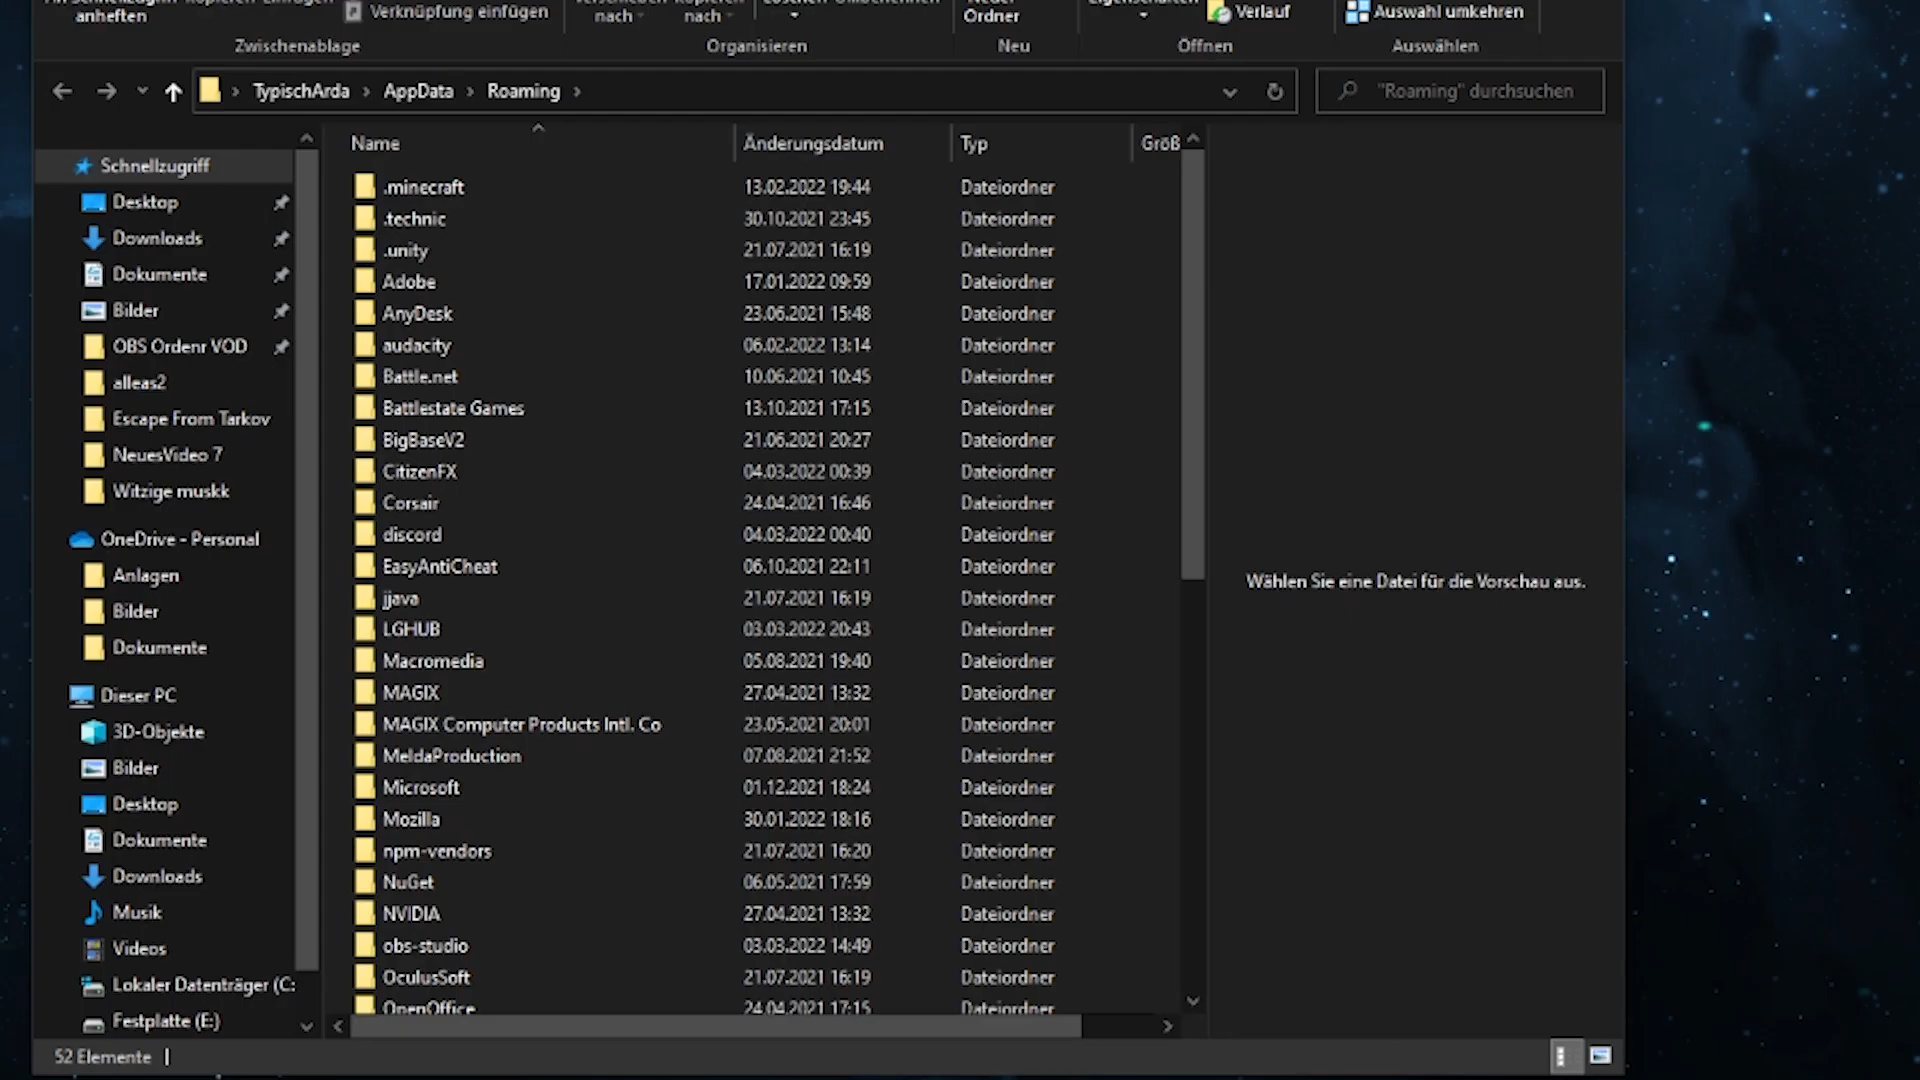 anheften
Verknüpfung einfügen
nach
nach
Ordner
Verlauf
Auswahl umkehren
Zwischenablage
Organisieren
Neu
Öffnen
Auswählen
TypischArda
AppData
Roaming
"Roaming" durchsuchen
Name
Änderungsdatum
Typ
Größ
Schnellzugriff
Desktop
Downloads
Dokumente
Bilder
OBS Ordenr VOD
alleas2
Escape From Tarkov
NeuesVideo 7
Witzige muskk
OneDrive - Personal
Anlagen
Bilder
Dokumente
Dieser PC
3D-Objekte
Bilder
Desktop
Dokumente
Downloads
Musik
Videos
Lokaler Datenträger (C:
Festplatte (E:)
.minecraft 13.02.2022 19:44 Dateiordner
.technic 30.10.2021 23:45 Dateiordner
.unity 21.07.2021 16:19 Dateiordner
Adobe 17.01.2022 09:59 Dateiordner
AnyDesk 23.06.2021 15:48 Dateiordner
audacity 06.02.2022 13:14 Dateiordner
Battle.net 10.06.2021 10:45 Dateiordner
Battlestate Games 13.10.2021 17:15 Dateiordner
BigBaseV2 21.06.2021 20:27 Dateiordner
CitizenFX 04.03.2022 00:39 Dateiordner
Corsair 24.04.2021 16:46 Dateiordner
discord 04.03.2022 00:40 Dateiordner
EasyAntiCheat 06.10.2021 22:11 Dateiordner
jjava 21.07.2021 16:19 Dateiordner
LGHUB 03.03.2022 20:43 Dateiordner
Macromedia 05.08.2021 19:40 Dateiordner
MAGIX 27.04.2021 13:32 Dateiordner
MAGIX Computer Products Intl. Co 23.05.2021 20:01 Dateiordner
MeldaProduction 07.08.2021 21:52 Dateiordner
Microsoft 01.12.2021 18:24 Dateiordner
Mozilla 30.01.2022 18:16 Dateiordner
npm-vendors 21.07.2021 16:20 Dateiordner
NuGet 06.05.2021 17:59 Dateiordner
NVIDIA 27.04.2021 13:32 Dateiordner
obs-studio 03.03.2022 14:49 Dateiordner
OculusSoft 21.07.2021 16:19 Dateiordner
OpenOffice 24.04.2021 17:15 Dateiordner
Wählen Sie eine Datei für die Vorschau aus.
52 Elemente